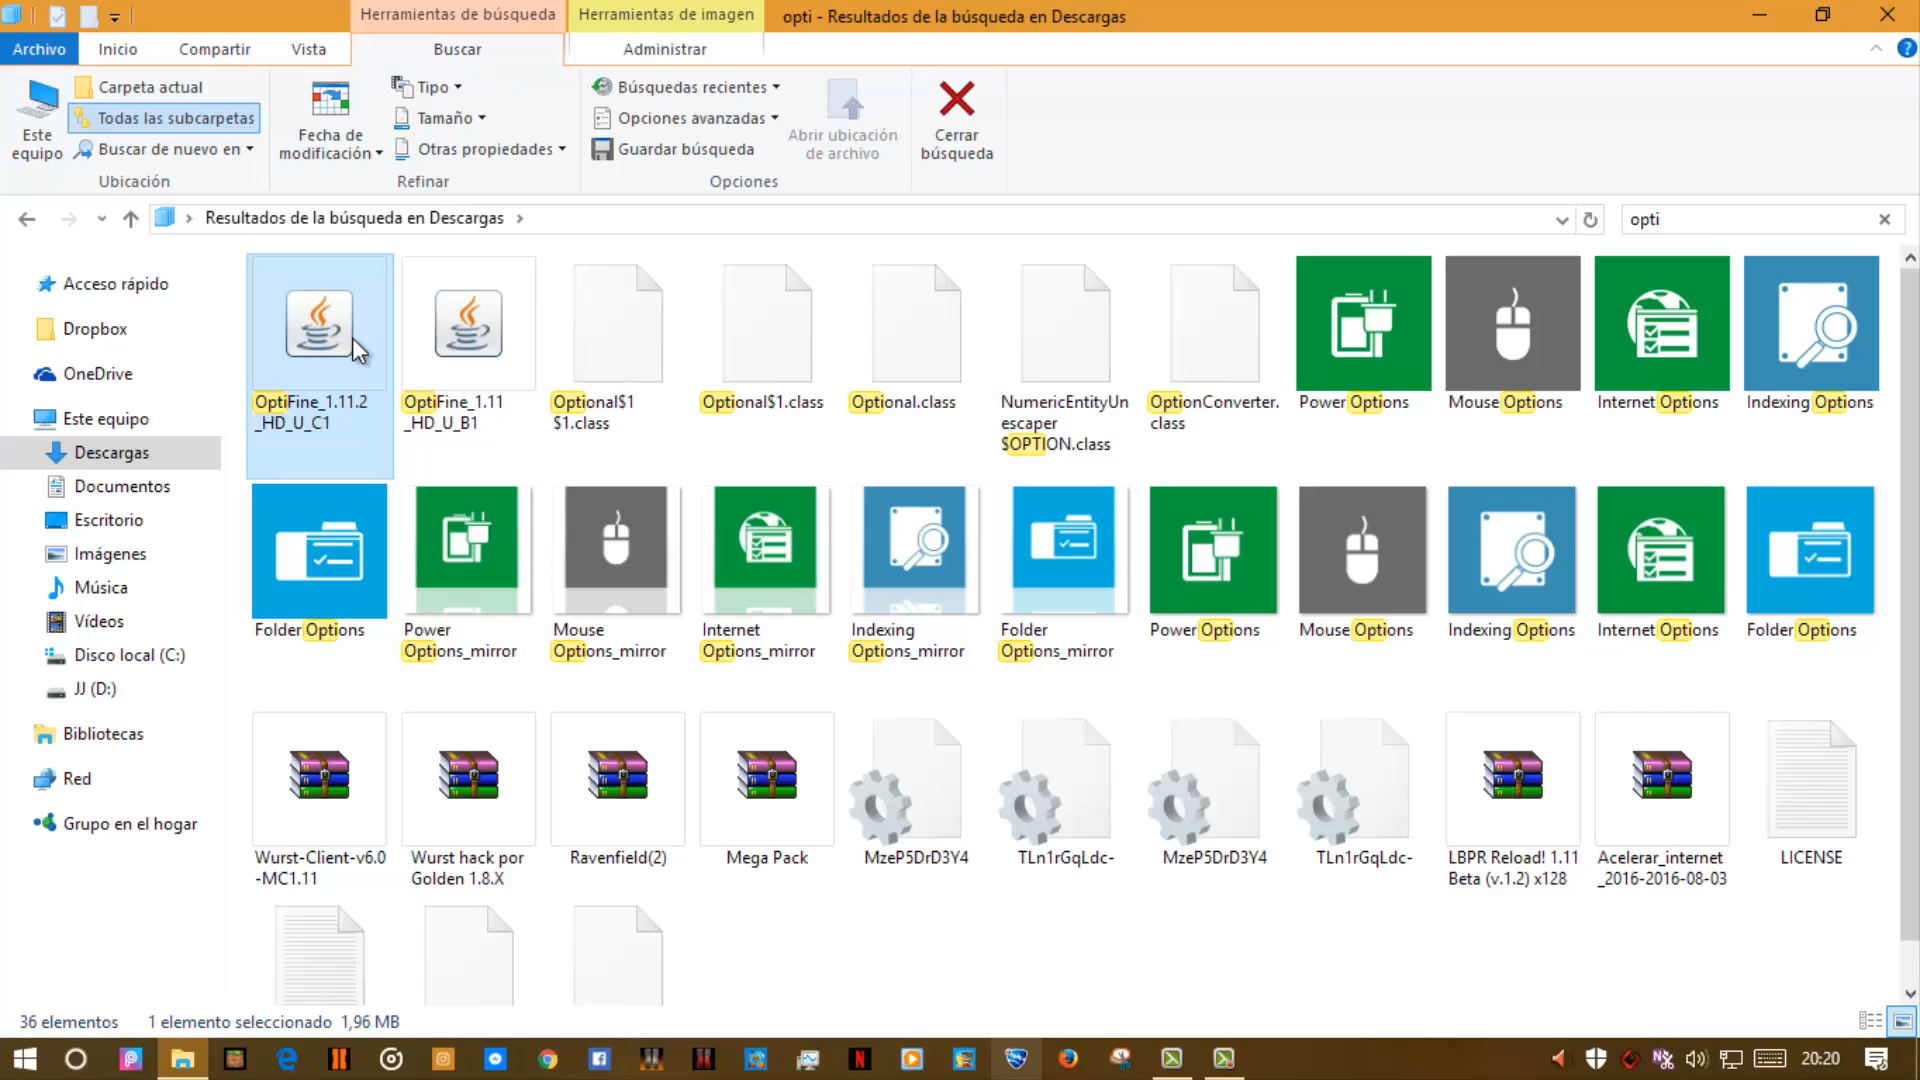 Herramientas de búsqueda
Herramientas de imagen
opti - Resultados de la búsqueda en Descargas
Archivo
Inicio
Compartir
Vista
Buscar
Administrar
Este equipo
Carpeta actual
Todas las subcarpetas
Buscar de nuevo en
Ubicación
Fecha de modificación
Tipo
Tamaño
Otras propiedades
Refinar
Búsquedas recientes
Opciones avanzadas
Guardar búsqueda
Abrir ubicación de archivo
Opciones
Cerrar búsqueda
Resultados de la búsqueda en Descargas
opti
Acceso rápido
Dropbox
OneDrive
Este equipo
Descargas
Documentos
Escritorio
Imágenes
Música
Vídeos
Disco local (C:)
JJ (D:)
Bibliotecas
Red
Grupo en el hogar
OptiFine_1.11.2
_HD_U_C1
OptiFine_1.11
_HD_U_B1
Optional$1
$1.class
Optional$1.class
Optional.class
NumericEntityUn
escaper
$OPTION.class
OptionConverter.
class
Power Options
Mouse Options
Internet Options
Indexing Options
Folder Options
Power
Options_mirror
Mouse
Options_mirror
Internet
Options_mirror
Indexing
Options_mirror
Folder
Options_mirror
Power Options
Mouse Options
Indexing Options
Internet Options
Folder Options
Wurst-Client-v6.0
-MC1.11
Wurst hack por
Golden 1.8.X
Ravenfield(2)
Mega Pack
MzeP5DrD3Y4
TLn1rGqLdc-
MzeP5DrD3Y4
TLn1rGqLdc-
LBPR Reload! 1.11
Beta (v.1.2) x128
Acelerar_internet
_2016-2016-08-03
LICENSE
36 elementos
1 elemento seleccionado 1,96 MB
20:20